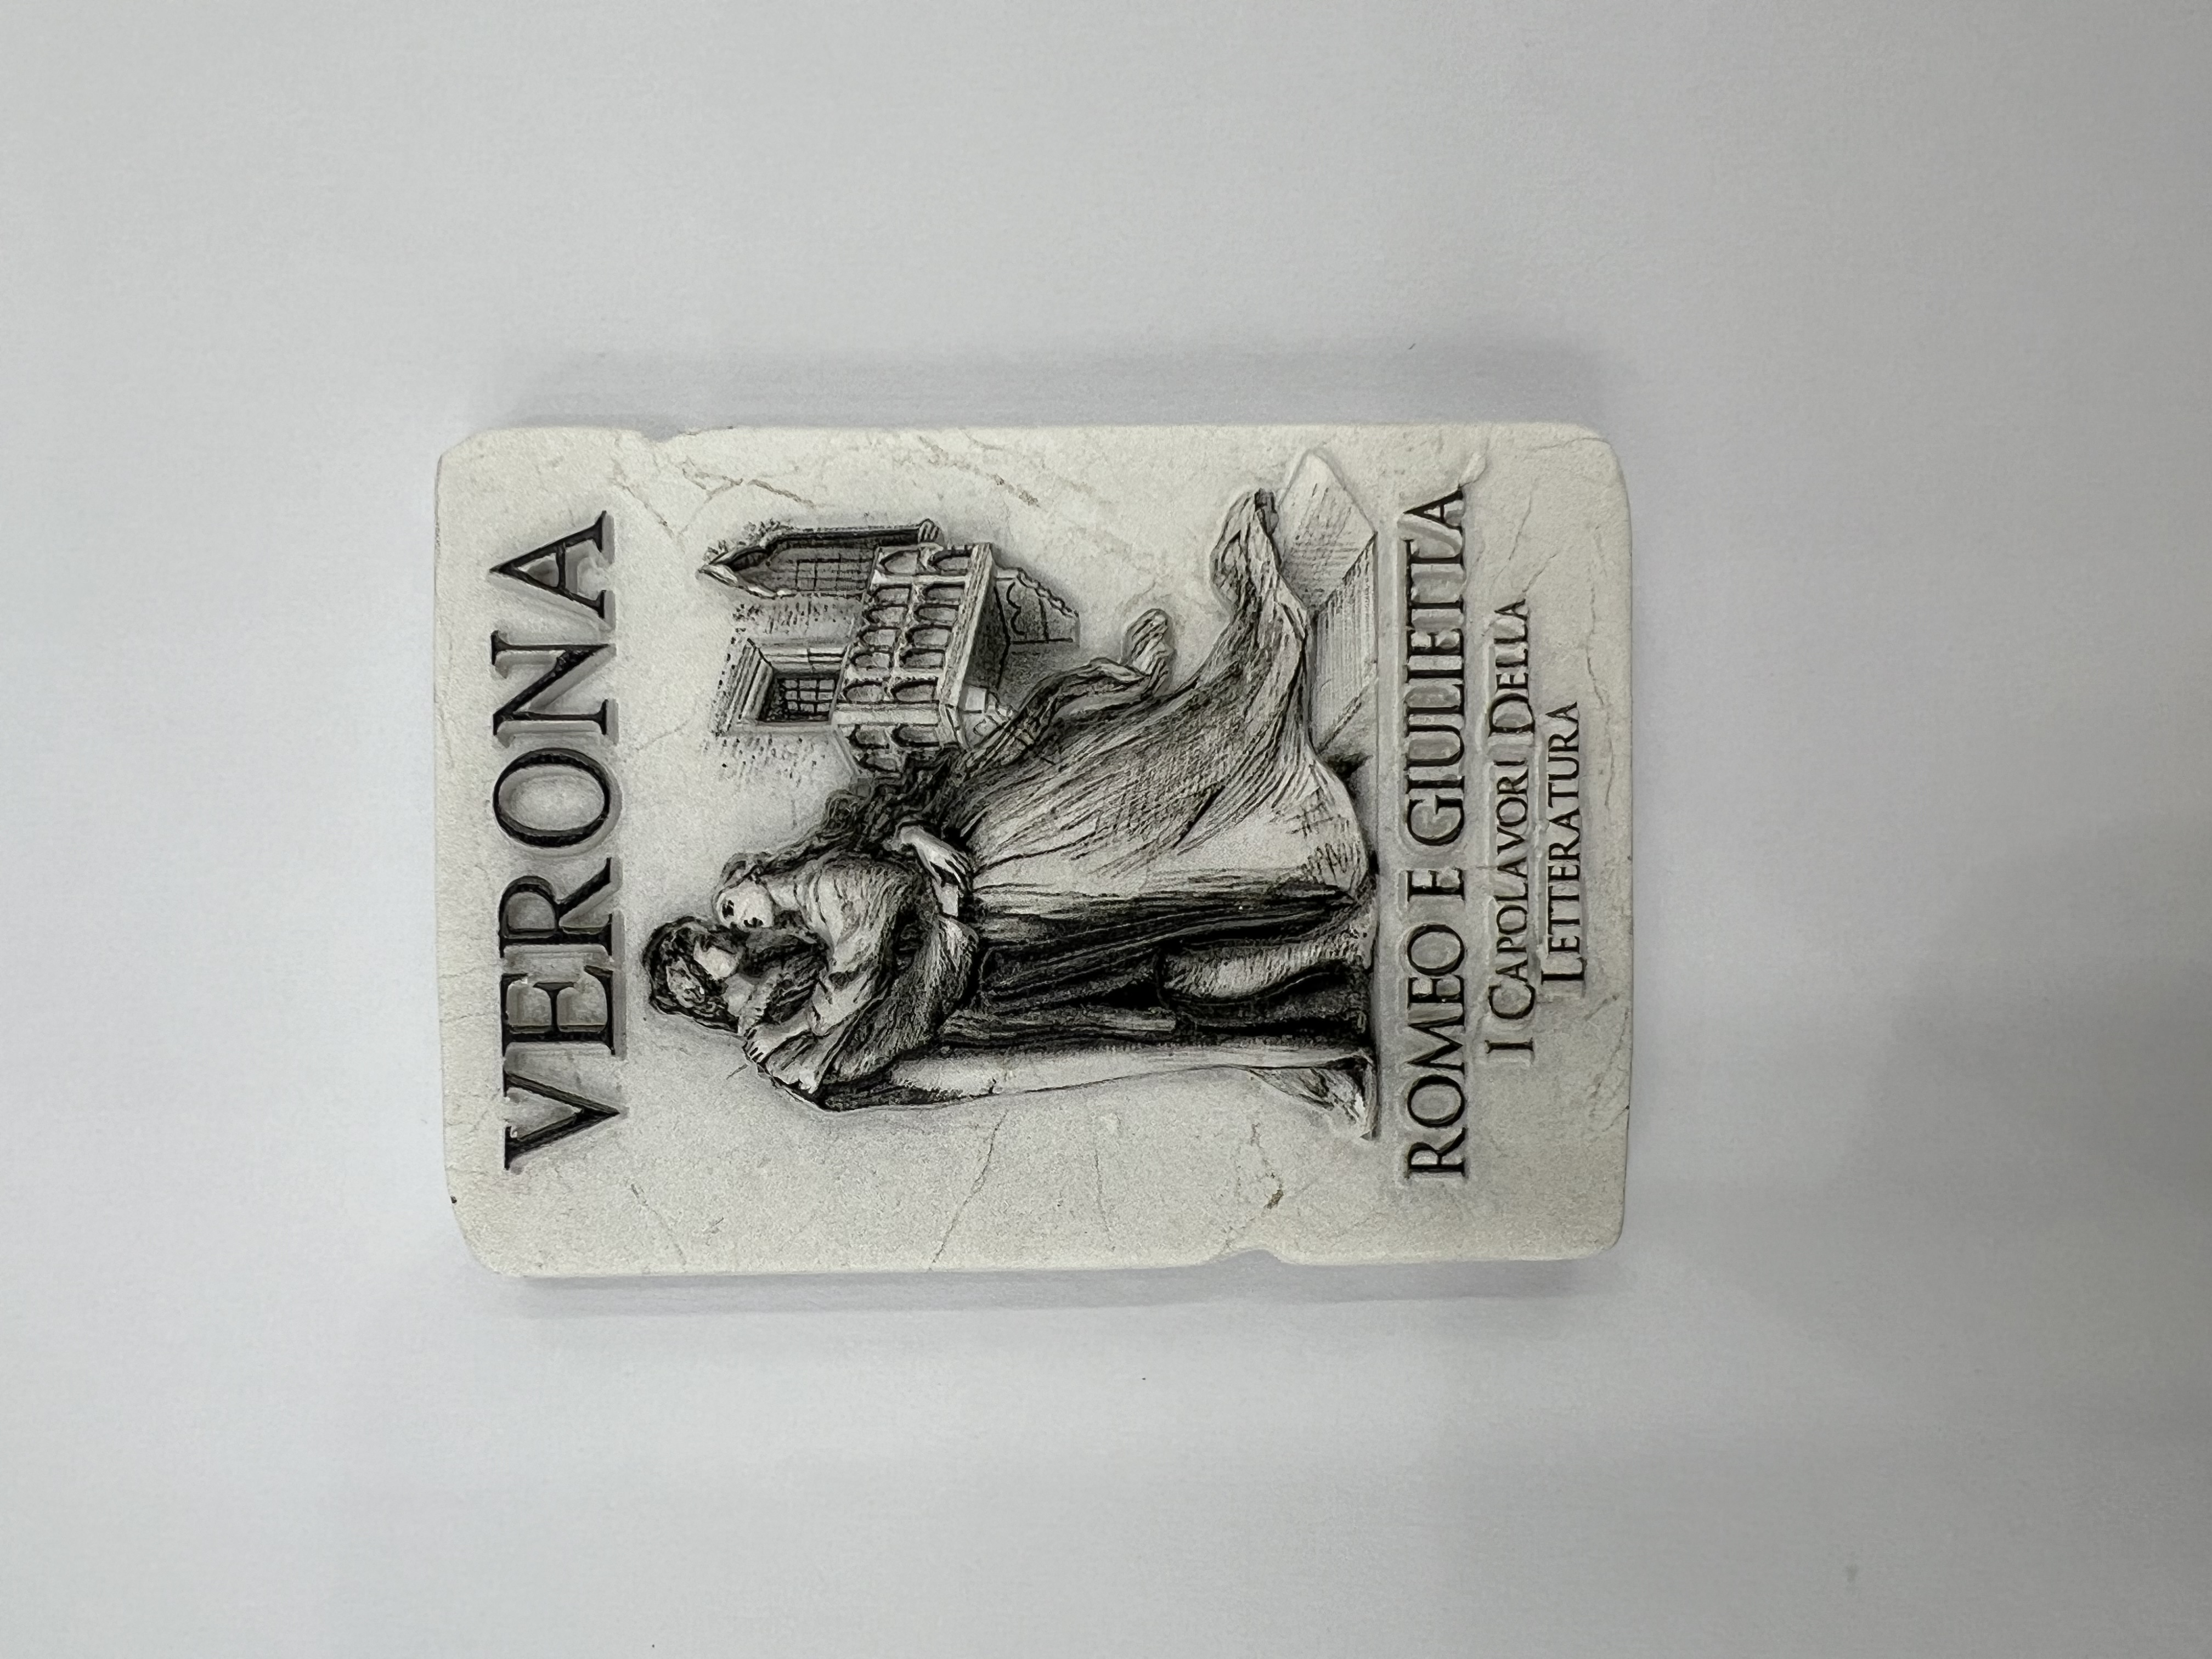 VERONA
ROMEO E GIULIETTA
I CAPOLAVORI DELLA
LETTERATURA